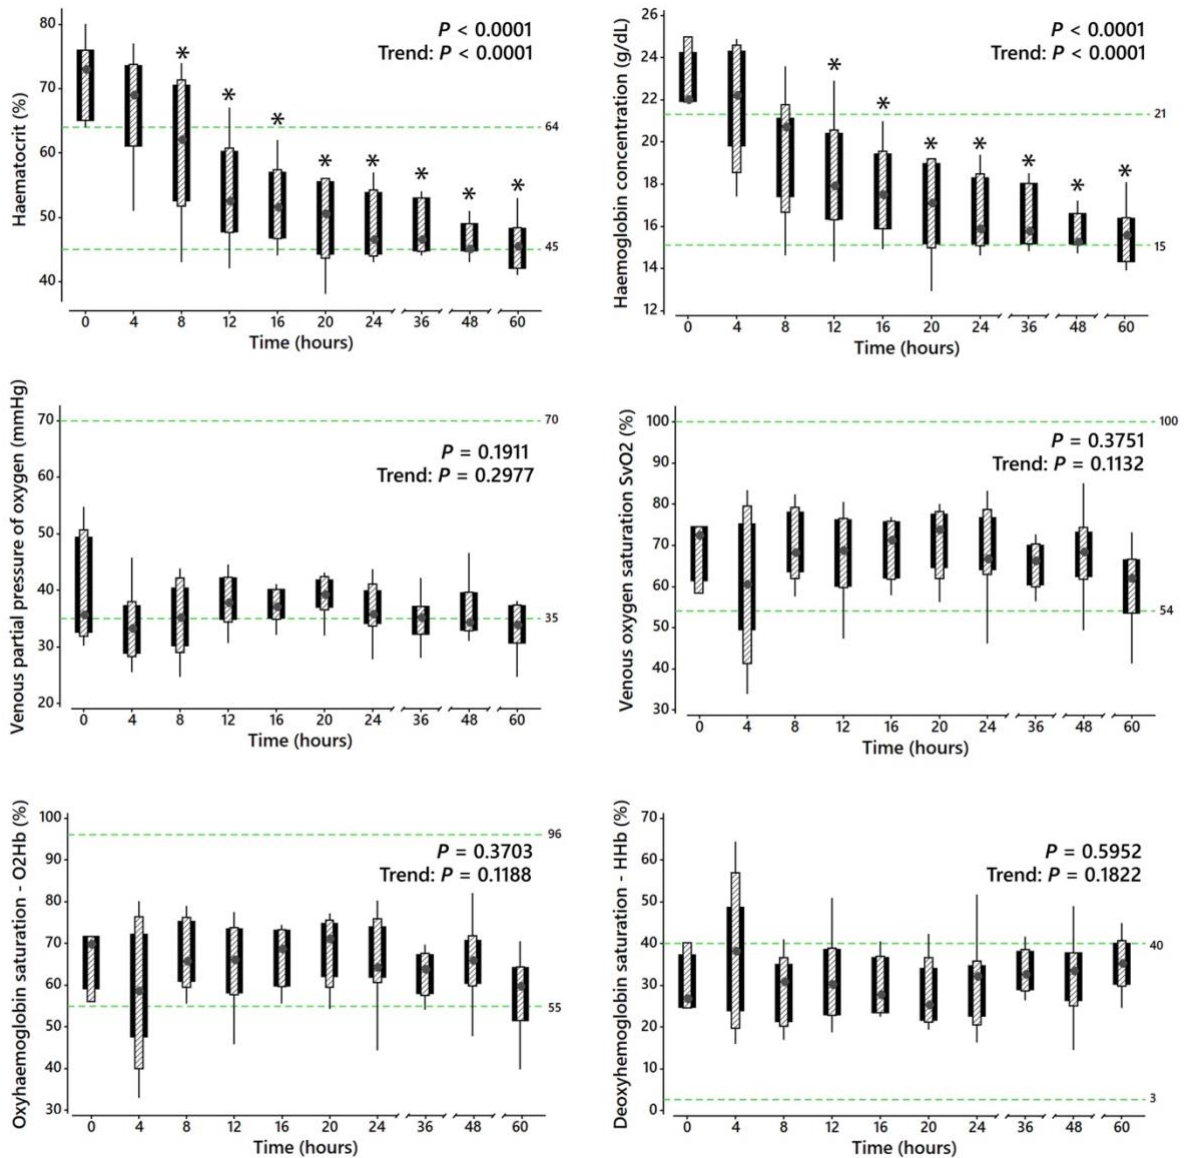 Haematocrit (%)
80
70
60
50
40
P < 0.0001
Trend: P < 0.0001
*
*
*
*
*
*
*
*
64
45
0 4 8 12 16 20 24 36 48 60
Time (hours)
Haemoglobin concentration (g/dL)
26
24
22
20
18
16
14
12
P < 0.0001
Trend: P < 0.0001
*
*
*
*
*
*
*
21
15
0 4 8 12 16 20 24 36 48 60
Time (hours)
Venous partial pressure of oxygen (mmHg)
70
60
50
40
30
20
70
P = 0.1911
Trend: P = 0.2977
35
0 4 8 12 16 20 24 36 48 60
Time (hours)
Venous oxygen saturation SvO2 (%)
100
90
80
70
60
50
40
30
100
P = 0.3751
Trend: P = 0.1132
54
0 4 8 12 16 20 24 36 48 60
Time (hours)
Oxyhaemoglobin saturation - O2Hb (%)
100
90
80
70
60
50
40
30
96
P = 0.3703
Trend: P = 0.1188
55
0 4 8 12 16 20 24 36 48 60
Time (hours)
Deoxyhemoglobin saturation - HHb (%)
70
60
50
40
30
20
10
0
P = 0.5952
Trend: P = 0.1822
40
3
0 4 8 12 16 20 24 36 48 60
Time (hours)